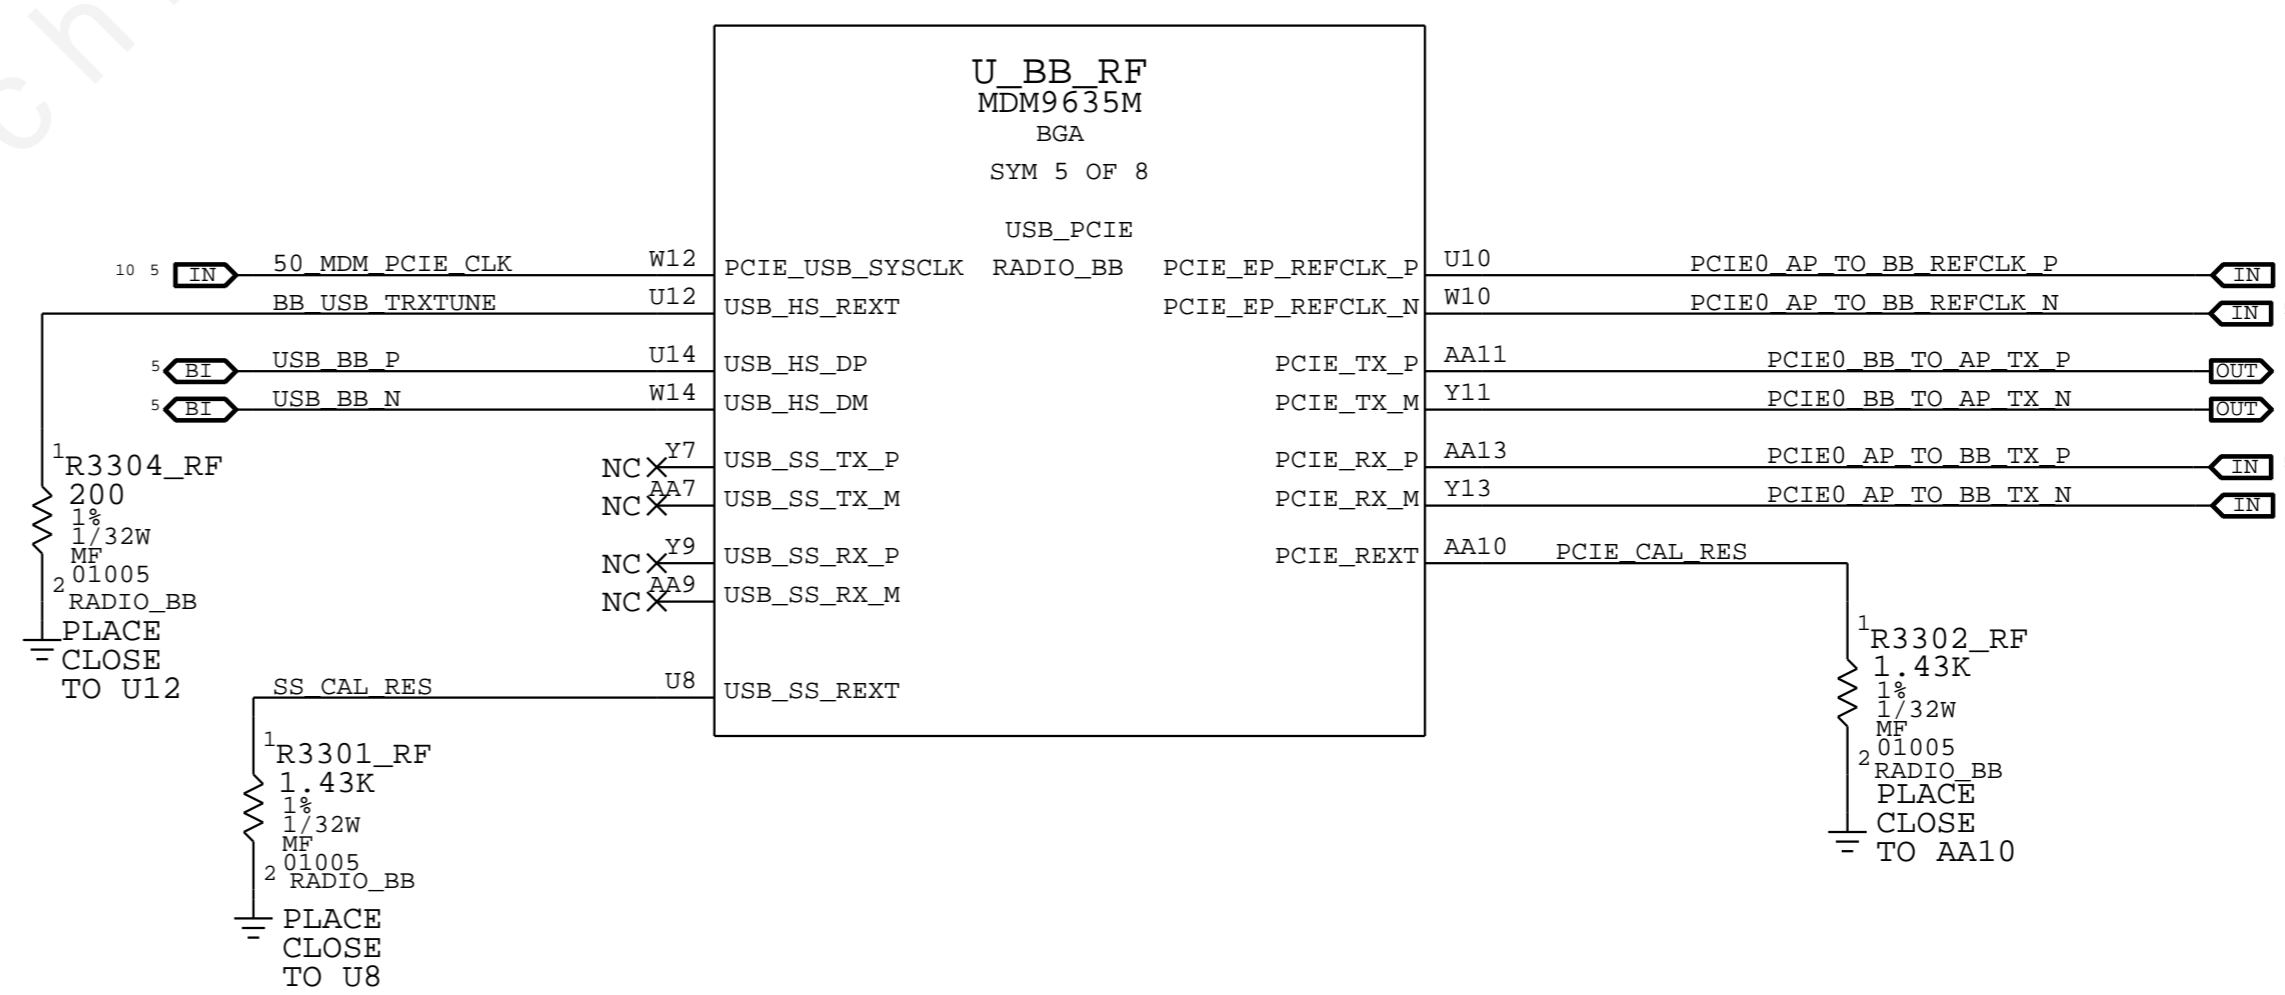 ch
U_BB_RF
MDM9635M
BGA
SYM 5 OF 8
USB_PCIE
RADIO_BB
10 5 IN 50_MDM_PCIE_CLK W12 PCIE_USB_SYSCLK
BB_USB_TRXTUNE U12 USB_HS_REXT
5 BI USB_BB_P U14 USB_HS_DP
5 BI USB_BB_N W14 USB_HS_DM
NC Y7 USB_SS_TX_P
NC AA7 USB_SS_TX_M
NC Y9 USB_SS_RX_P
NC AA9 USB_SS_RX_M
SS_CAL_RES U8 USB_SS_REXT
PCIE_EP_REFCLK_P U10 PCIE0_AP_TO_BB_REFCLK_P IN
PCIE_EP_REFCLK_N W10 PCIE0_AP_TO_BB_REFCLK_N IN
PCIE_TX_P AA11 PCIE0_BB_TO_AP_TX_P OUT
PCIE_TX_M Y11 PCIE0_BB_TO_AP_TX_N OUT
PCIE_RX_P AA13 PCIE0_AP_TO_BB_TX_P IN
PCIE_RX_M Y13 PCIE0_AP_TO_BB_TX_N IN
PCIE_REXT AA10 PCIE_CAL_RES
1
R3304_RF
200
1%
1/32W
MF
01005
2
RADIO_BB
PLACE
CLOSE
TO U12
1
R3301_RF
1.43K
1%
1/32W
MF
01005
2
RADIO_BB
PLACE
CLOSE
TO U8
1
R3302_RF
1.43K
1%
1/32W
MF
01005
2
RADIO_BB
PLACE
CLOSE
TO AA10